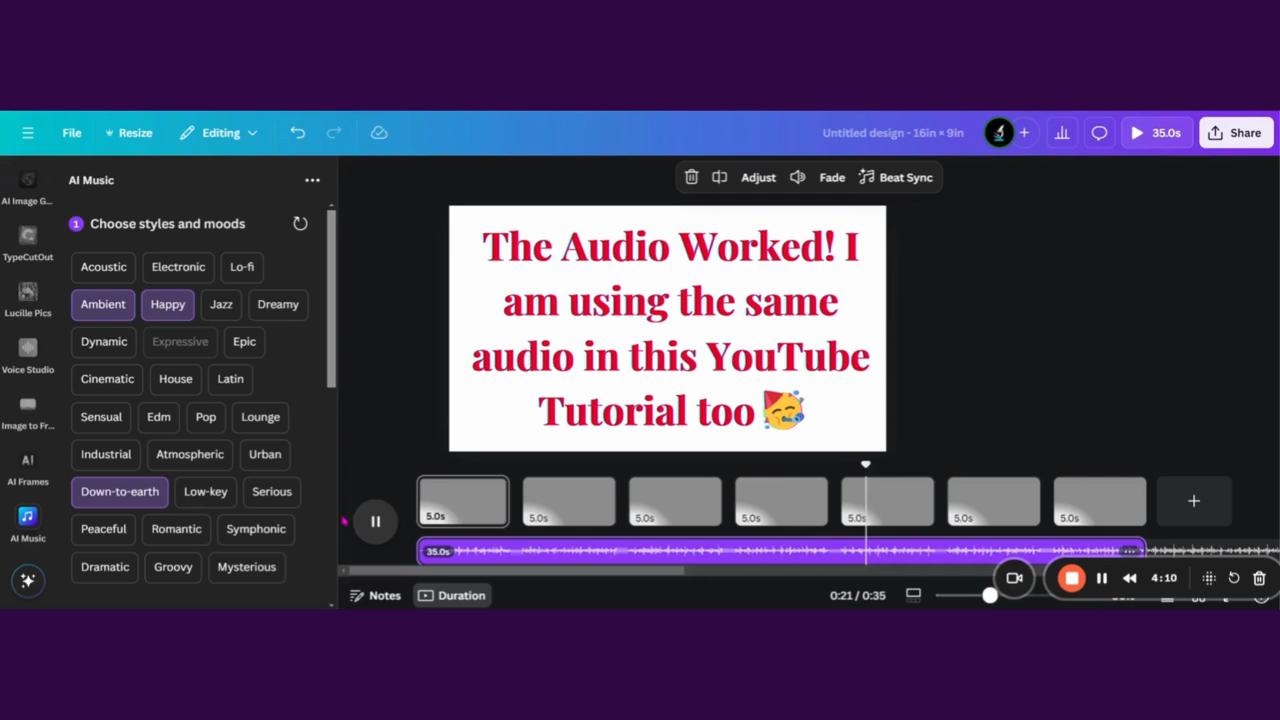 File
Resize
Editing
Untitled design - 16in × 9in
+
35.0s
Share
AI Image G...
TypeCutOut
Lucille Pics
Voice Studio
Image to Fr...
AI
AI Frames
AI Music
AI Music
1 Choose styles and moods
Acoustic Electronic Lo-fi
Ambient Happy Jazz Dreamy
Dynamic Expressive Epic
Cinematic House Latin
Sensual Edm Pop Lounge
Industrial Atmospheric Urban
Down-to-earth Low-key Serious
Peaceful Romantic Symphonic
Dramatic Groovy Mysterious
Adjust Fade Beat Sync
The Audio Worked! I
am using the same
audio in this YouTube
Tutorial too 🥳
5.0s 5.0s 5.0s 5.0s 5.0s 5.0s 5.0s +
35.0s
4:10
Notes Duration 0:21 / 0:35